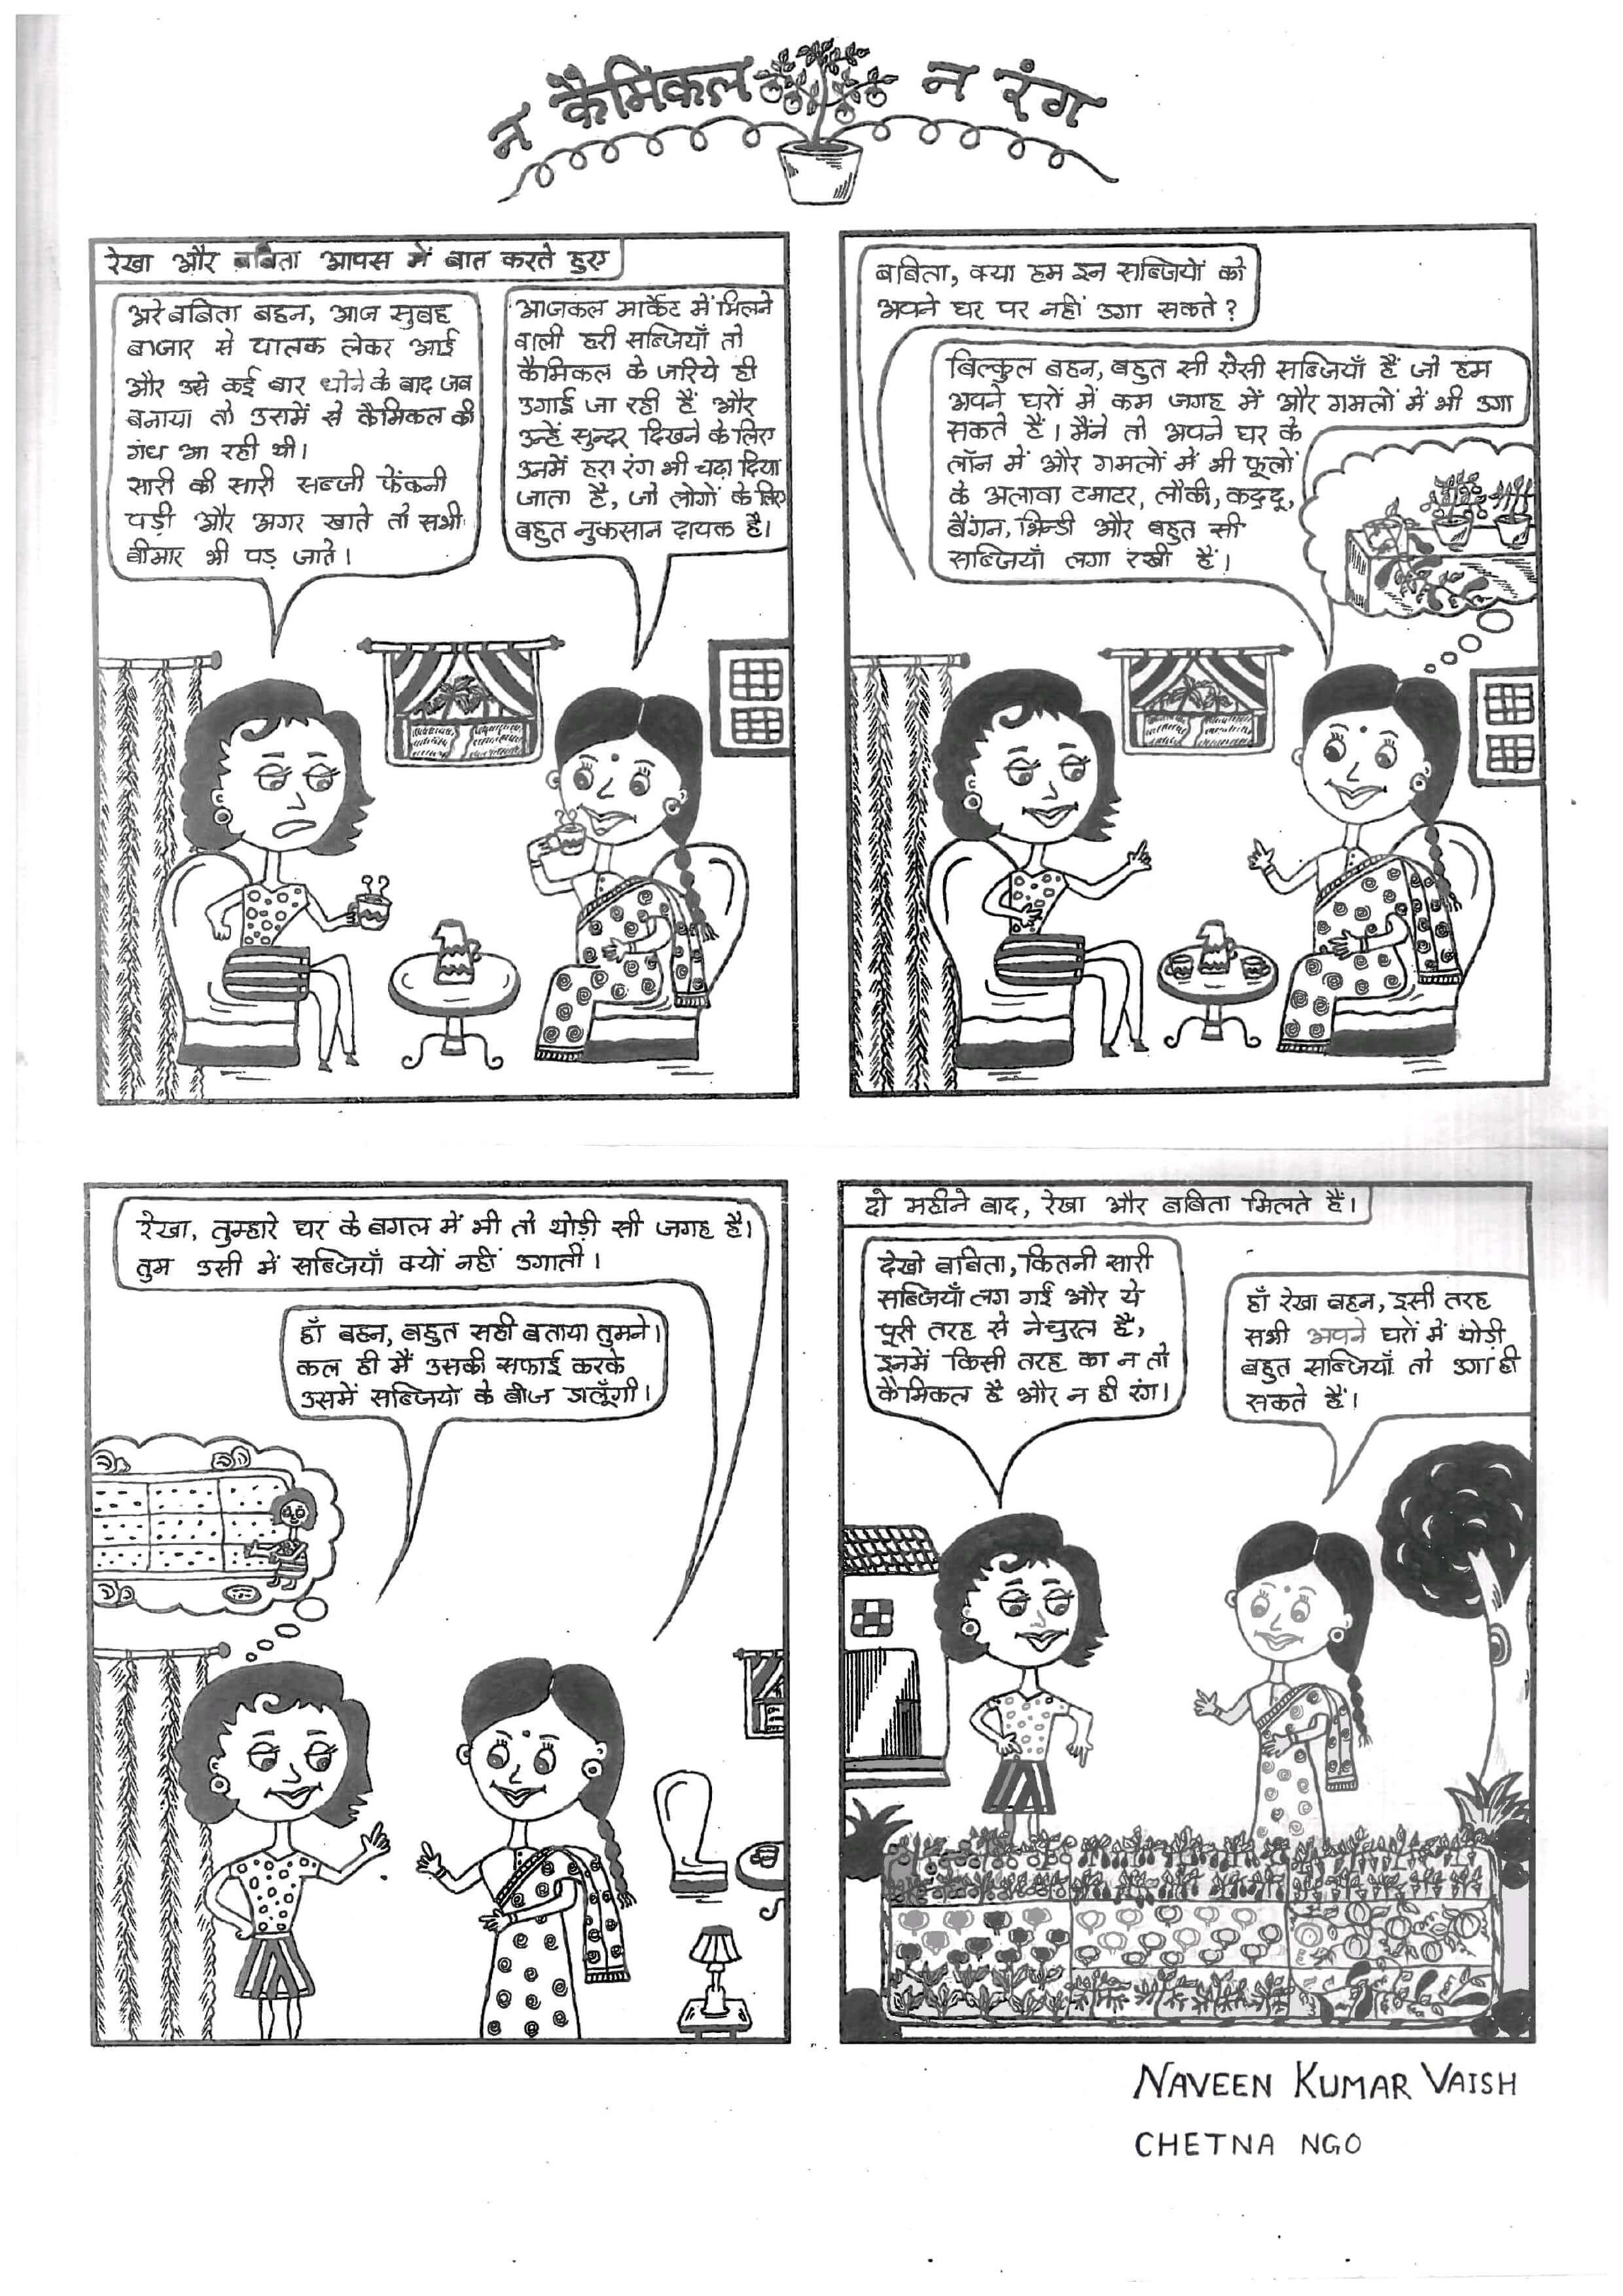 न कैमिकल न रंग
रेखा और बबिता आपस में बात करते हुए
अरे बबिता बहन, आज सुबह
बाजार से पालक लेकर आई
और उसे कई बार धोने के बाद जब
बनाया तो उसमें से कैमिकल की
गंध आ रही थी।
सारी की सारी सब्जी फेंकनी
पड़ी और अगर खाते तो सभी
बीमार भी पड़ जाते।
आजकल मार्केट में मिलने
वाली हरी सब्जियाँ तो
कैमिकल के जरिये ही
उगाई जा रही हैं और
उन्हें सुन्दर दिखने के लिए
उनमें हरा रंग भी चढ़ा दिया
जाता है, जो लोगों के लिए
बहुत नुकसान दायक है।
बबिता, क्या हम इन सब्जियों को
अपने घर पर नहीं उगा सकते?
बिल्कुल बहन, बहुत सी ऐसी सब्जियाँ हैं जो हम
अपने घरों में कम जगह में और गमलों में भी उगा
सकते हैं। मैंने तो अपने घर के
लॉन में और गमलों में भी फूलों
के अलावा टमाटर, लौकी, कद्दू,
बैंगन, भिन्डी और बहुत सी
सब्जियाँ लगा रखी हैं।
रेखा, तुम्हारे घर के बगल में भी तो थोड़ी सी जगह है।
तुम उसी में सब्जियाँ क्यों नहीं उगाती।
हाँ बहन, बहुत सही बताया तुमने।
कल ही मैं उसकी सफाई करके
उसमें सब्जियों के बीज डालूँगी।
दो महीने बाद, रेखा और बबिता मिलते हैं।
देखो बबिता, कितनी सारी
सब्जियाँ लग गई और ये
पूरी तरह से नेचुरल है,
इनमें किसी तरह का न तो
कैमिकल है और न ही रंग।
हाँ रेखा बहन, इसी तरह
सभी अपने घरों में थोड़ी
बहुत सब्जियाँ तो उगा ही
सकते हैं।
NAVEEN KUMAR VAISH
CHETNA NGO